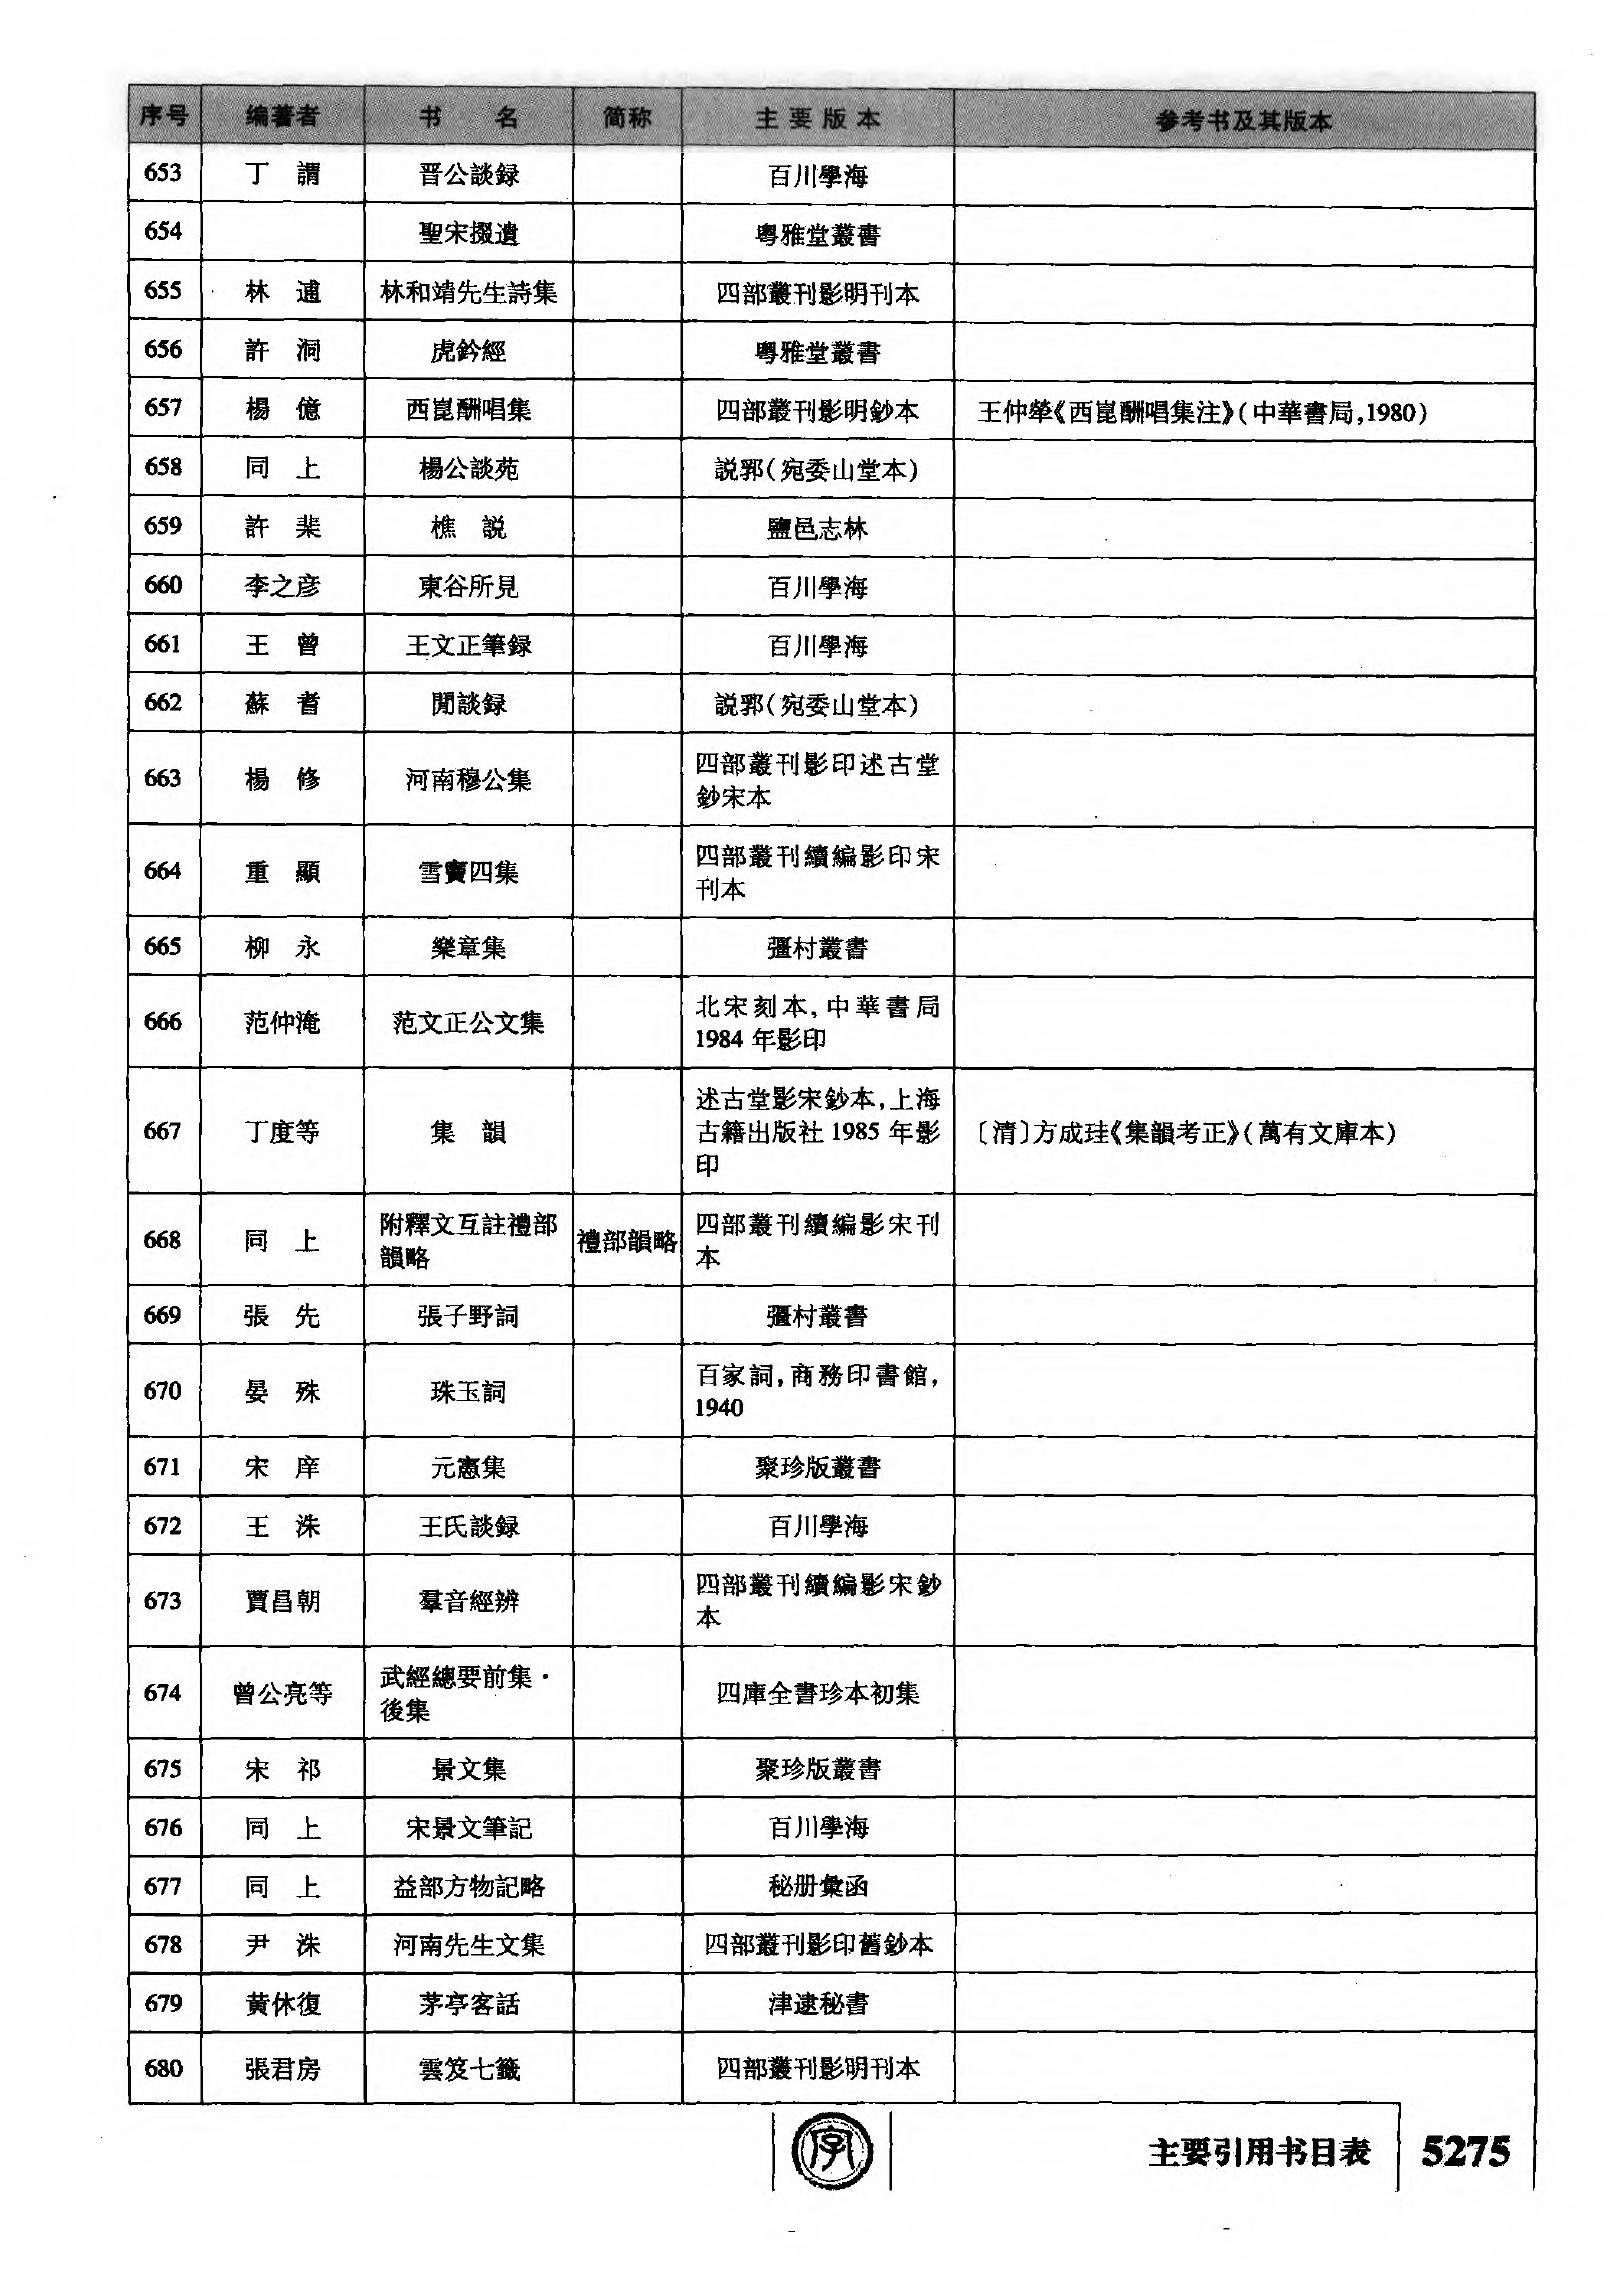 序号 编著者 书 名 简称 主要版本 参考书及其版本
653 丁 謂 晋公談録 百川學海
654 聖宋掇遺 粤雅堂叢書
655 林 逋 林和靖先生詩集 四部叢刊影明刊本
656 許 洞 虎鈐經 粤雅堂叢書
657 楊 億 西崑酬唱集 四部叢刊影明鈔本 王仲犖《西崑酬唱集注》(中華書局,1980)
658 同 上 楊公談苑 説郛(宛委山堂本)
659 許 棐 樵 説 鹽邑志林
660 李之彦 東谷所見 百川學海
661 王 曾 王文正筆録 百川學海
662 蘇 耆 閒談録 説郛(宛委山堂本)
663 楊 修 河南穆公集 四部叢刊影印述古堂
鈔宋本
664 重 顯 雪竇四集 四部叢刊續編影印宋
刊本
665 柳 永 樂章集 彊村叢書
666 范仲淹 范文正公文集 北宋刻本,中華書局
1984年影印
667 丁度等 集 韻 述古堂影宋鈔本,上海
古籍出版社1985年影
印 〔清〕方成珪《集韻考正》(萬有文庫本)
668 同 上 附釋文互註禮部
韻略 禮部韻略 四部叢刊續編影宋刊
本
669 張 先 張子野詞 彊村叢書
670 晏 殊 珠玉詞 百家詞,商務印書館,
1940
671 宋 庠 元憲集 聚珍版叢書
672 王 洙 王氏談録 百川學海
673 賈昌朝 羣音經辨 四部叢刊續編影宋鈔
本
674 曾公亮等 武經總要前集·
後集 四庫全書珍本初集
675 宋 祁 景文集 聚珍版叢書
676 同 上 宋景文筆記 百川學海
677 同 上 益部方物記略 秘册彙函
678 尹 洙 河南先生文集 四部叢刊影印舊鈔本
679 黄休復 茅亭客話 津逮秘書
680 張君房 雲笈七籤 四部叢刊影明刊本
字 主要引用书目表 5275